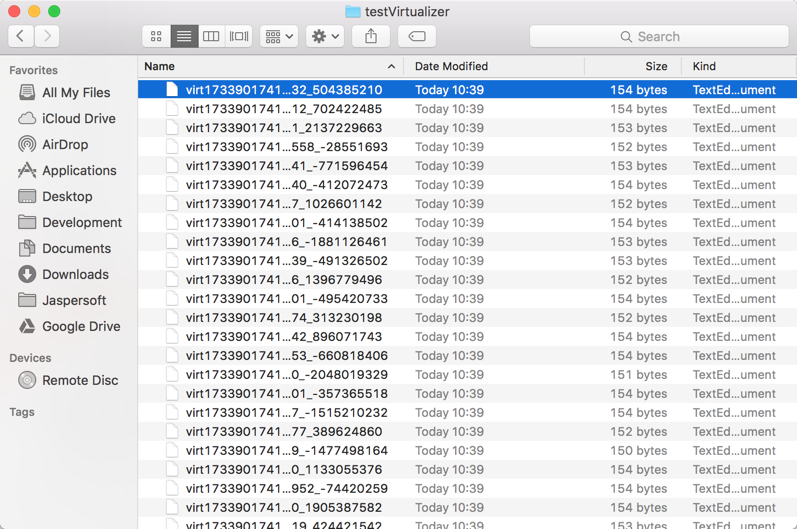 testVirtualizer
Search
Favorites
All My Files
iCloud Drive
AirDrop
Applications
Desktop
Development
Documents
Downloads
Jaspersoft
Google Drive
Devices
Remote Disc
Tags
Name Date Modified Size Kind
virt1733901741...32_504385210 Today 10:39 154 bytes TextEd...ument
virt1733901741...12_702422485 Today 10:39 154 bytes TextEd...ument
virt1733901741...1_2137229663 Today 10:39 153 bytes TextEd...ument
virt1733901741...558_-28551693 Today 10:39 152 bytes TextEd...ument
virt1733901741...41_-771596454 Today 10:39 153 bytes TextEd...ument
virt1733901741...40_-412072473 Today 10:39 154 bytes TextEd...ument
virt1733901741...7_1026601142 Today 10:39 152 bytes TextEd...ument
virt1733901741...01_-414138502 Today 10:39 154 bytes TextEd...ument
virt1733901741...6_-1881126461 Today 10:39 153 bytes TextEd...ument
virt1733901741...39_-491326502 Today 10:39 153 bytes TextEd...ument
virt1733901741...6_1396779496 Today 10:39 152 bytes TextEd...ument
virt1733901741...01_-495420733 Today 10:39 154 bytes TextEd...ument
virt1733901741...74_313230198 Today 10:39 152 bytes TextEd...ument
virt1733901741...42_896071743 Today 10:39 152 bytes TextEd...ument
virt1733901741...53_-660818406 Today 10:39 154 bytes TextEd...ument
virt1733901741...0_-2048019329 Today 10:39 151 bytes TextEd...ument
virt1733901741...01_-357365518 Today 10:39 154 bytes TextEd...ument
virt1733901741...7_-1515210232 Today 10:39 154 bytes TextEd...ument
virt1733901741...77_389624860 Today 10:39 152 bytes TextEd...ument
virt1733901741...9_-1477498164 Today 10:39 150 bytes TextEd...ument
virt1733901741...0_1133055376 Today 10:39 154 bytes TextEd...ument
virt1733901741...952_-74420259 Today 10:39 154 bytes TextEd...ument
virt1733901741...0_1905387582 Today 10:39 154 bytes TextEd...ument
virt1733901741...19_424421542 Today 10:39 153 bytes TextEd...ument